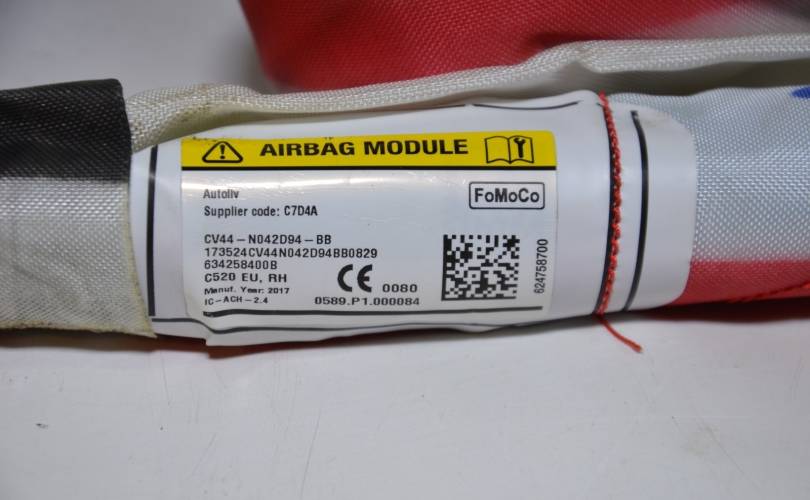 AIRBAG MODULE
Autoliv
Supplier code: C7D4A
FoMoCo
CV44-N042D94-BB
173524CV44N042D94BB0829
634258400B
C520 EU, RH
Manuf. Year: 2017
IC-ACH-2.4
CE 0080
0589.P1.000084
624758700